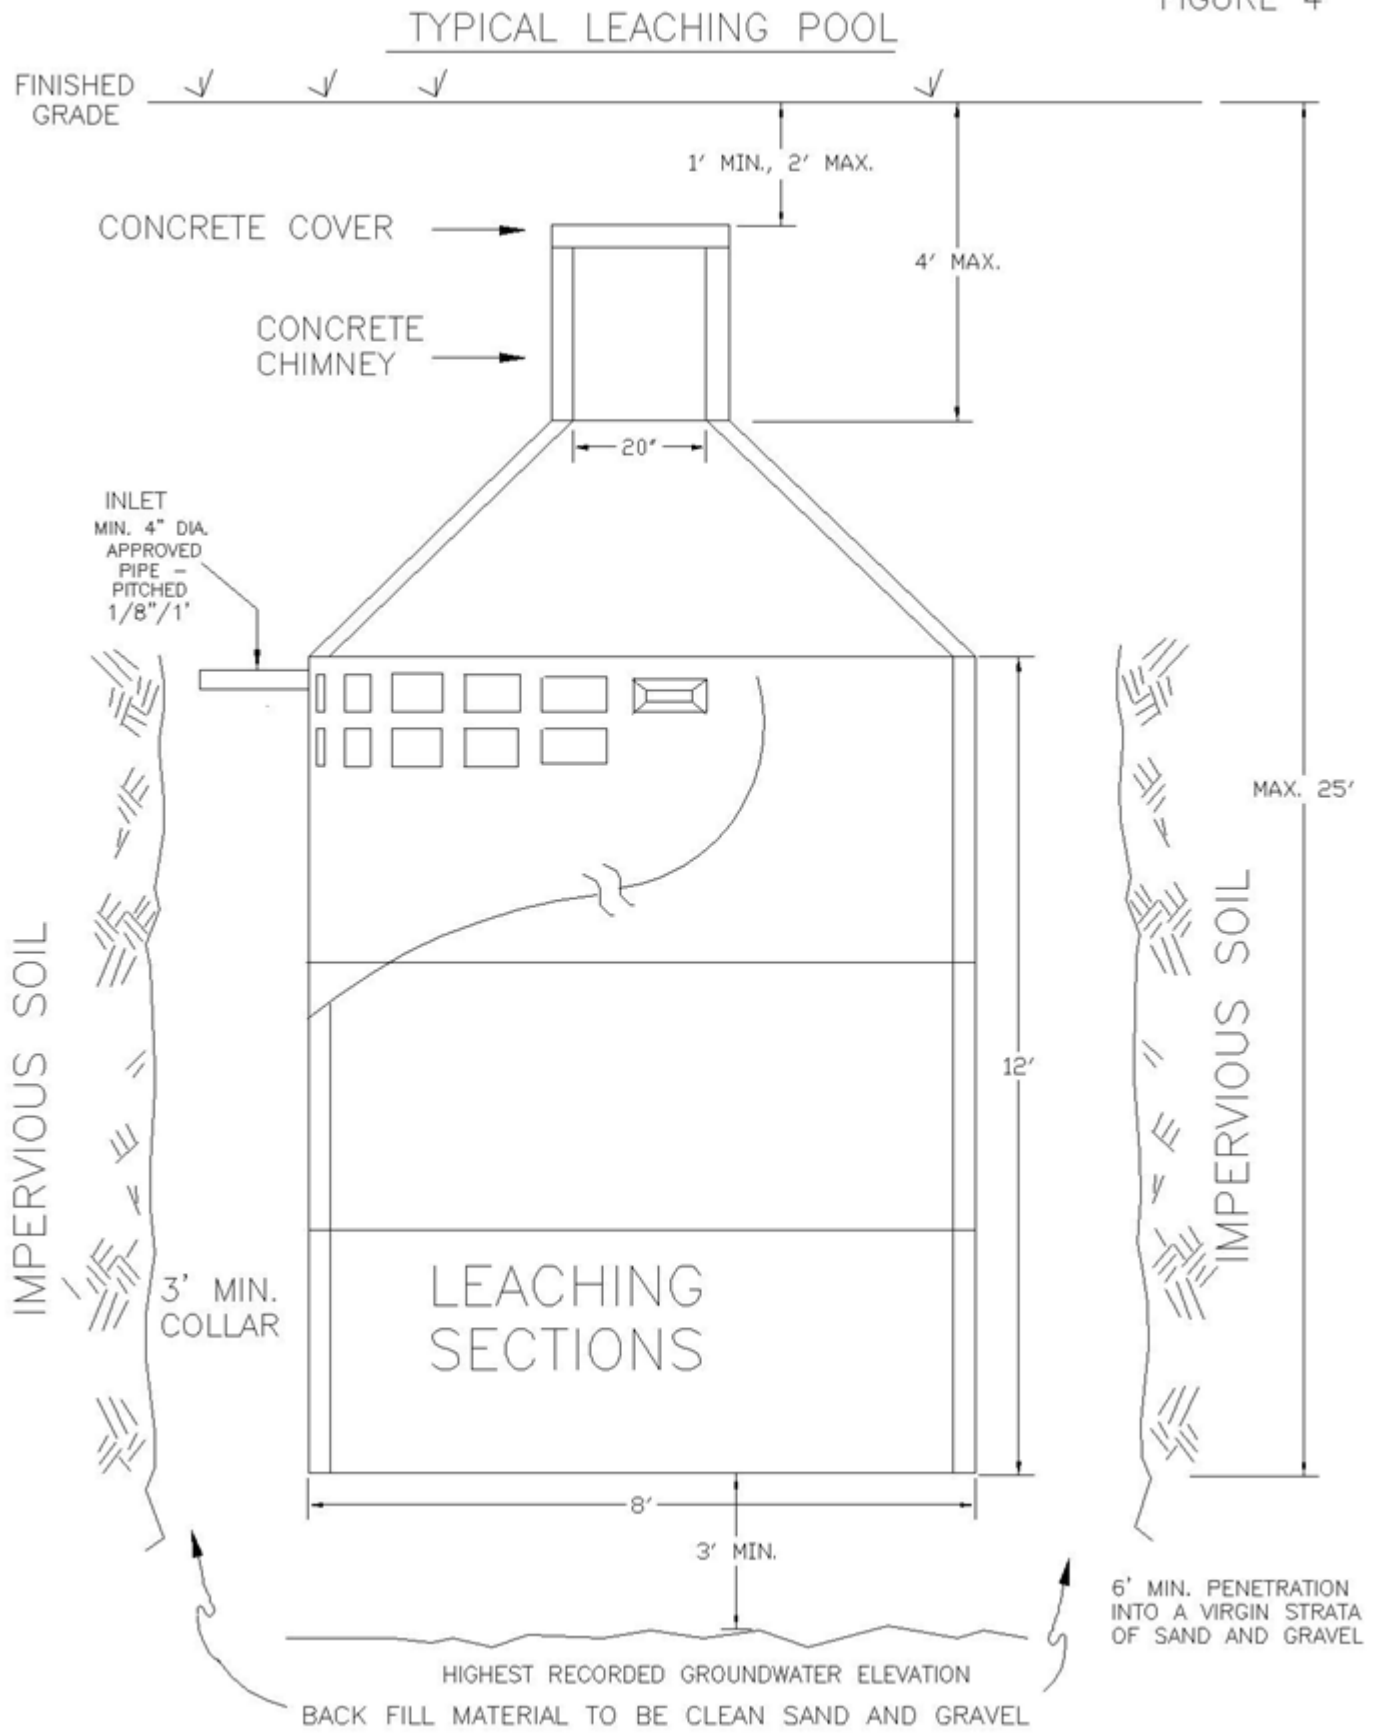 FIGURE 4
TYPICAL LEACHING POOL
FINISHED
GRADE
1' MIN., 2' MAX.
CONCRETE COVER
4' MAX.
CONCRETE
CHIMNEY
20"
INLET
MIN. 4" DIA.
APPROVED
PIPE -
PITCHED
1/8"/1'
MAX. 25'
IMPERVIOUS SOIL
IMPERVIOUS SOIL
12'
3' MIN.
COLLAR
LEACHING
SECTIONS
8'
3' MIN.
6' MIN. PENETRATION
INTO A VIRGIN STRATA
OF SAND AND GRAVEL
HIGHEST RECORDED GROUNDWATER ELEVATION
BACK FILL MATERIAL TO BE CLEAN SAND AND GRAVEL